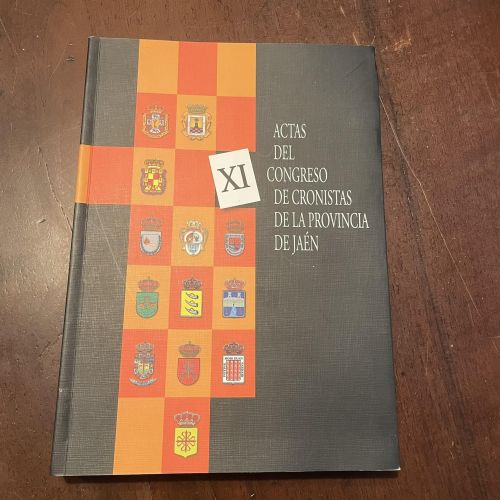 XI
ACTAS
DEL
CONGRESO
DE CRONISTAS
DE LA PROVINCIA
DE JAÉN